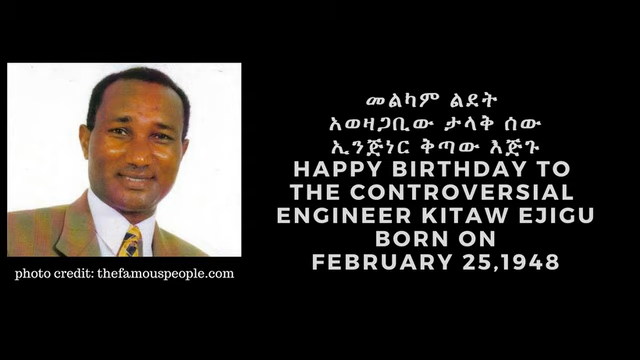 መልካም ልደት
አወዛጋቢው ታላቅ ሰው
ኢንጅነር ቅጣው እጅጉ
HAPPY BIRTHDAY TO
THE CONTROVERSIAL
ENGINEER KITAW EJIGU
BORN ON
FEBRUARY 25,1948
photo credit: thefamouspeople.com